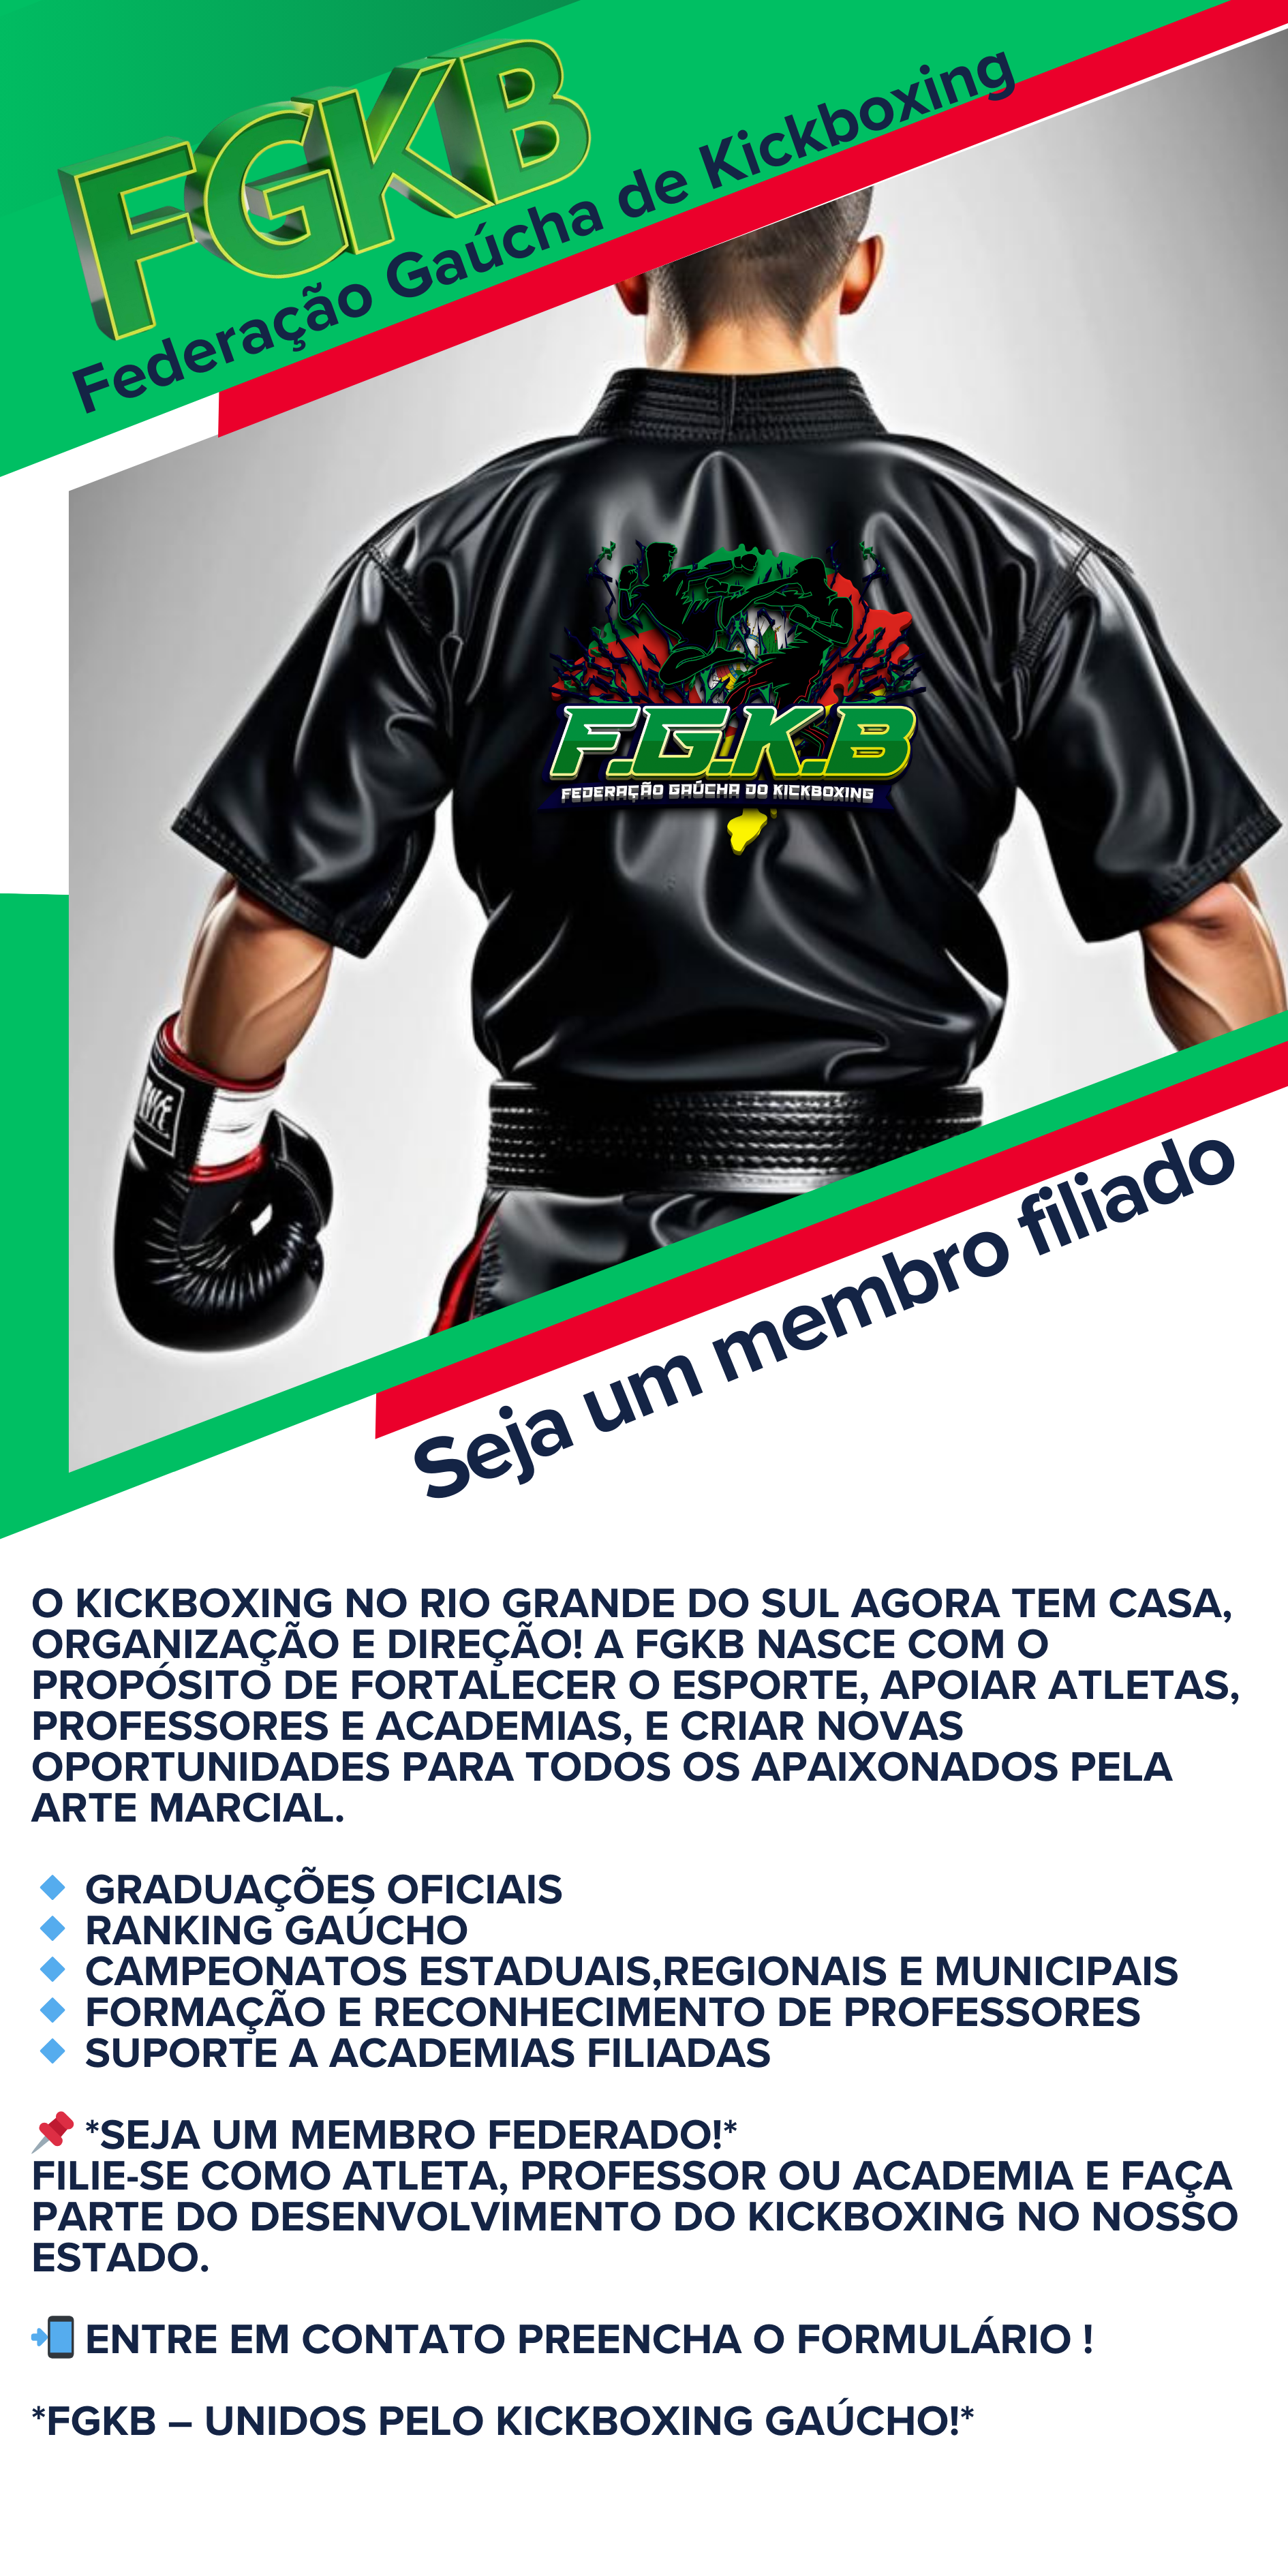 FGKB
Federação Gaúcha de Kickboxing
F.G.K.B
FEDERAÇÃO GAÚCHA DO KICKBOXING
Seja um membro filiado
O KICKBOXING NO RIO GRANDE DO SUL AGORA TEM CASA,
ORGANIZAÇÃO E DIREÇÃO! A FGKB NASCE COM O
PROPÓSITO DE FORTALECER O ESPORTE, APOIAR ATLETAS,
PROFESSORES E ACADEMIAS, E CRIAR NOVAS
OPORTUNIDADES PARA TODOS OS APAIXONADOS PELA
ARTE MARCIAL.
🔹 GRADUAÇÕES OFICIAIS
🔹 RANKING GAÚCHO
🔹 CAMPEONATOS ESTADUAIS,REGIONAIS E MUNICIPAIS
🔹 FORMAÇÃO E RECONHECIMENTO DE PROFESSORES
🔹 SUPORTE A ACADEMIAS FILIADAS
📌 *SEJA UM MEMBRO FEDERADO!*
FILIE-SE COMO ATLETA, PROFESSOR OU ACADEMIA E FAÇA
PARTE DO DESENVOLVIMENTO DO KICKBOXING NO NOSSO
ESTADO.
📲 ENTRE EM CONTATO PREENCHA O FORMULÁRIO !
*FGKB – UNIDOS PELO KICKBOXING GAÚCHO!*